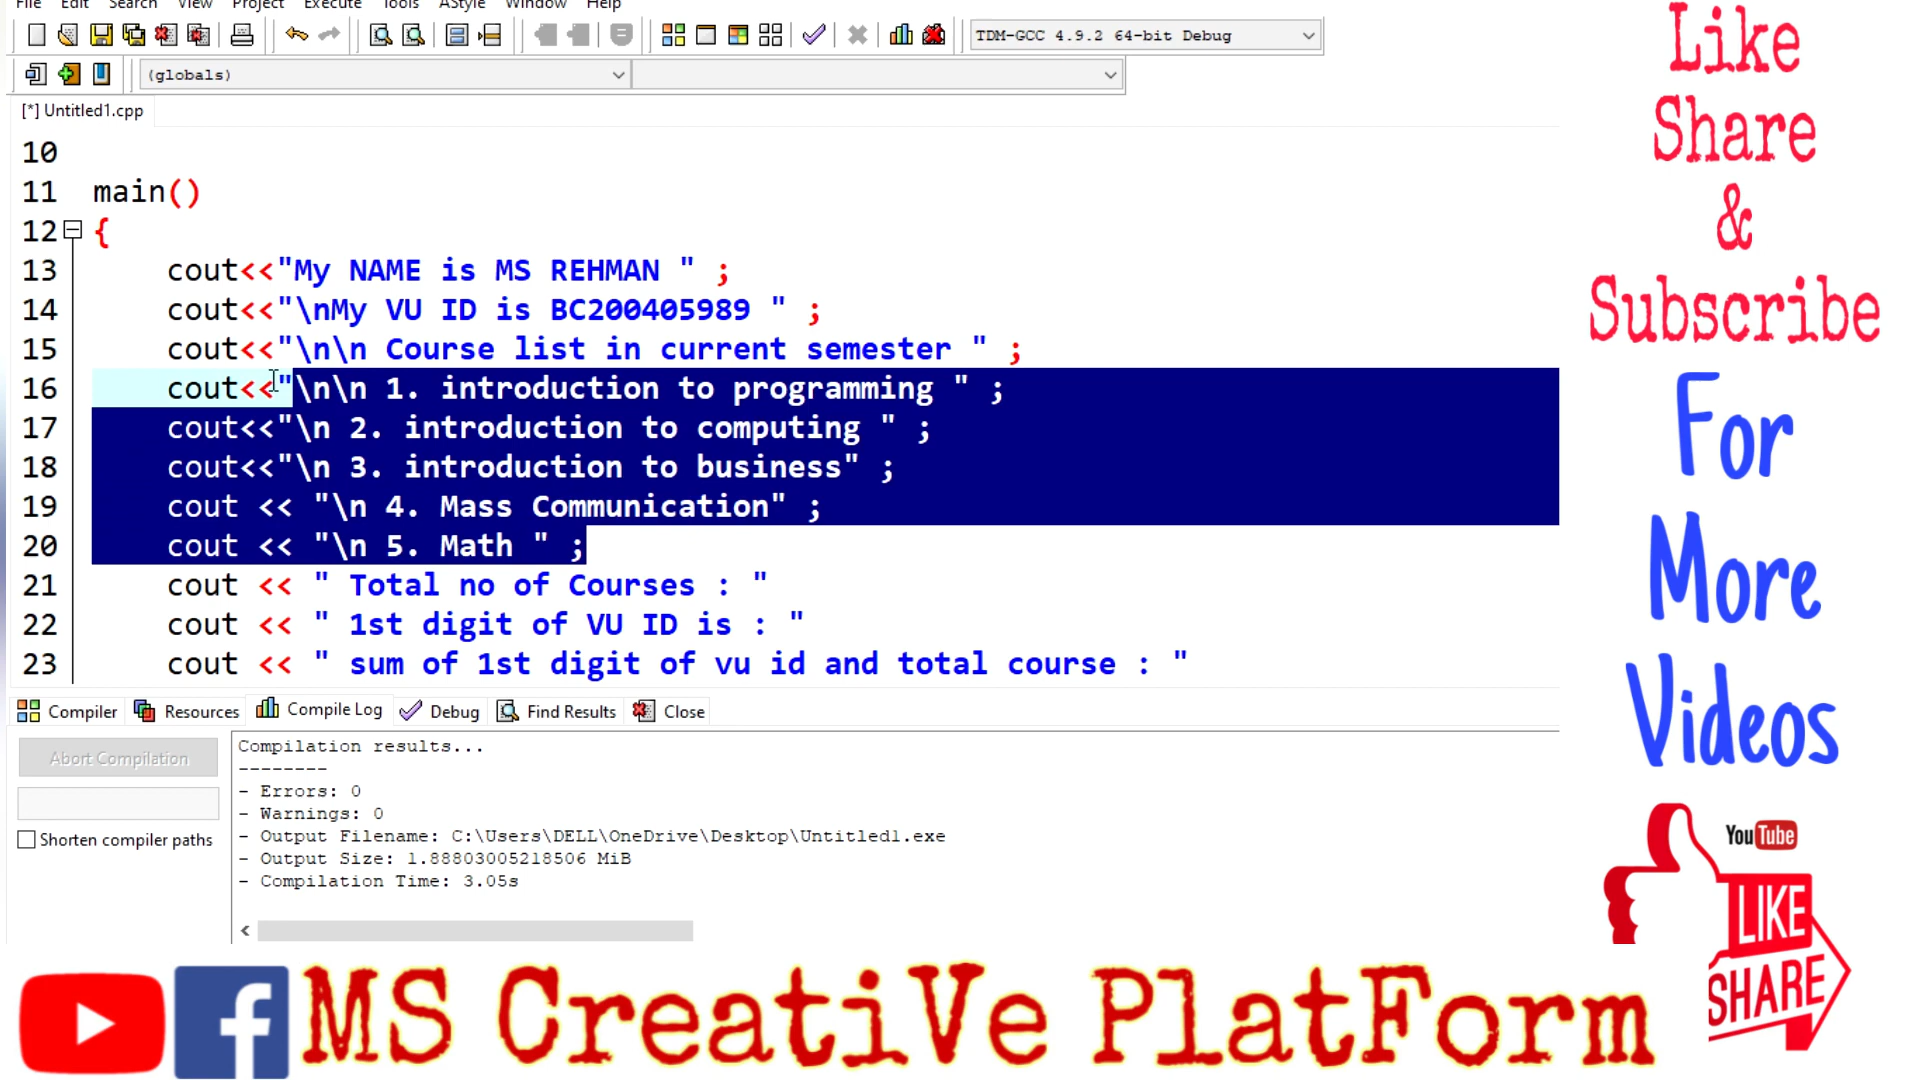 File Edit Search View Project Execute Tools AStyle Window Help
TDM-GCC 4.9.2 64-bit Debug
(globals)
[*] Untitled1.cpp
10
11 main()
12 {
13 cout<<"My NAME is MS REHMAN " ;
14 cout<<"\nMy VU ID is BC200405989 " ;
15 cout<<"\n\n Course list in current semester " ;
16 cout<<"\n\n 1. introduction to programming " ;
17 cout<<"\n 2. introduction to computing " ;
18 cout<<"\n 3. introduction to business" ;
19 cout << "\n 4. Mass Communication" ;
20 cout << "\n 5. Math " ;
21 cout << " Total no of Courses : "
22 cout << " 1st digit of VU ID is : "
23 cout << " sum of 1st digit of vu id and total course : "
Compiler Resources Compile Log Debug Find Results Close
Abort Compilation
Shorten compiler paths
Compilation results...
--------
- Errors: 0
- Warnings: 0
- Output Filename: C:\Users\DELL\OneDrive\Desktop\Untitled1.exe
- Output Size: 1.88803005218506 MiB
- Compilation Time: 3.05s
Like
Share
&
Subscribe
For
More
Videos
YouTube
LIKE
SHARE
MS CreatiVe PlatForm